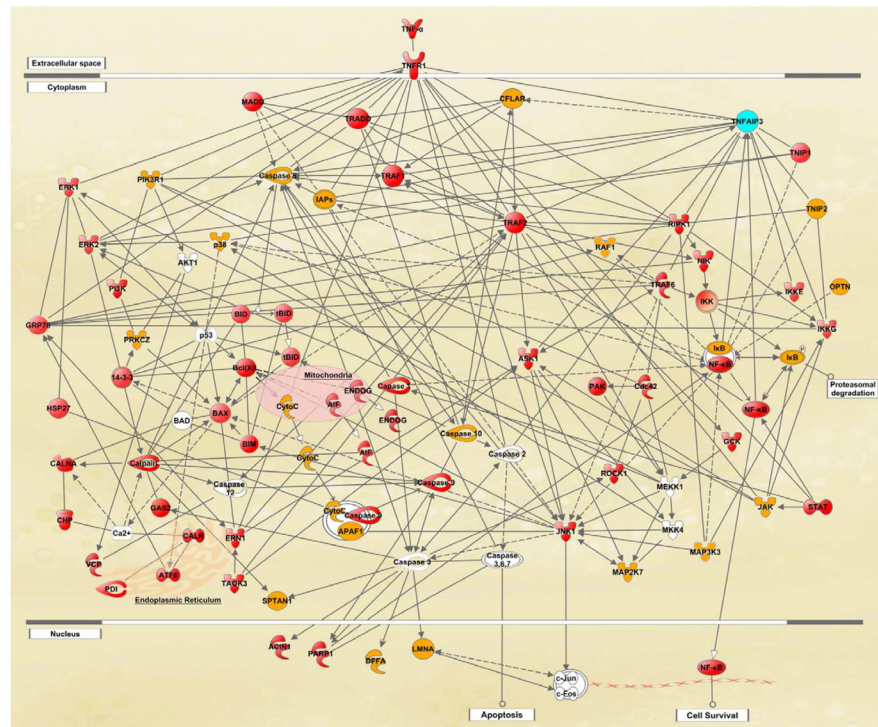 TNF-α
Extracellular space
TNFR1
Cytoplasm
MADD
CFLAR
TRADD
TNFAIP3
TNIP1
ERK1
PIK3R1
Caspase 8
TRAF1
IAPs
TNIP2
TRAF2
RIPK1
ERK2
p38
RAF1
AKT1
NIK
PI3K
TRAF6
IKKE
OPTN
IKK
BID
tBID
GRP78
IKKG
p53
PRKCZ
IκB
P
tBID
ASK1
IκB
NF-κB
14-3-3
Bcl(Xl)
Mitochondria
ENDOG
PAK
Cdc42
Proteasomal
degradation
HSP27
BAX
CytoC
AIF
ENDOG
NF-κB
BAD
Caspase 10
BIM
AIF
GCK
Caspase 2
CALNA
Calpain
CytoC
ROCK1
Caspase
12
Caspase 9
MEKK1
GAS2
CytoC
Caspase 9
JAK
STAT
CHP
Ca2+
CALR
ERN1
APAF1
JNK1
MKK4
MAP3K3
VCP
Caspase 3
Caspase
3,6,7
MAP2K7
ATF6
PDI
TAOK3
Endoplasmic Reticulum
SPTAN1
Nucleus
ACIN1
PARP1
DFFA
LMNA
NF-κB
c-Jun
c-Fos
Apoptosis
Cell Survival